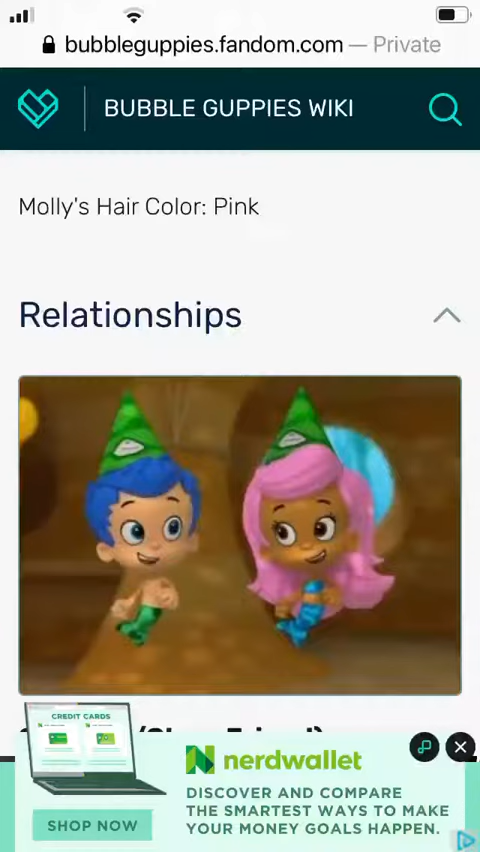 bubbleguppies.fandom.com — Private
BUBBLE GUPPIES WIKI
Molly's Hair Color: Pink
Relationships
CREDIT CARDS
nerdwallet
DISCOVER AND COMPARE
THE SMARTEST WAYS TO MAKE
YOUR MONEY GOALS HAPPEN.
SHOP NOW